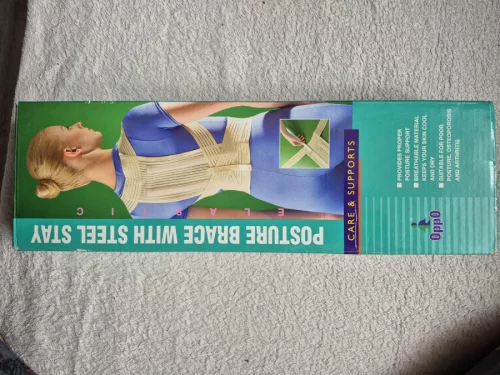 ELASTIC
POSTURE BRACE WITH STEEL STAY
CARE & SUPPORTS
PROVIDES PROPER
POSTURE SUPPORT
BREATHABLE MATERIAL
KEEPS YOUR SKIN COOL
AND DRY
SUITABLE FOR POOR
POSTURE, OSTEOPOROSIS
AND ARTHRITIS
OppO